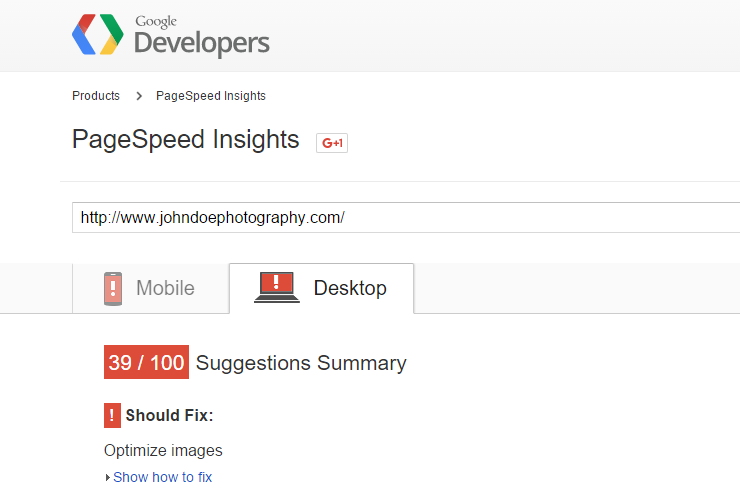 Google
Developers
Products > PageSpeed Insights
PageSpeed Insights G+1
http://www.johndoephotography.com/
! Mobile ! Desktop
39 / 100 Suggestions Summary
! Should Fix:
Optimize images
Show how to fix